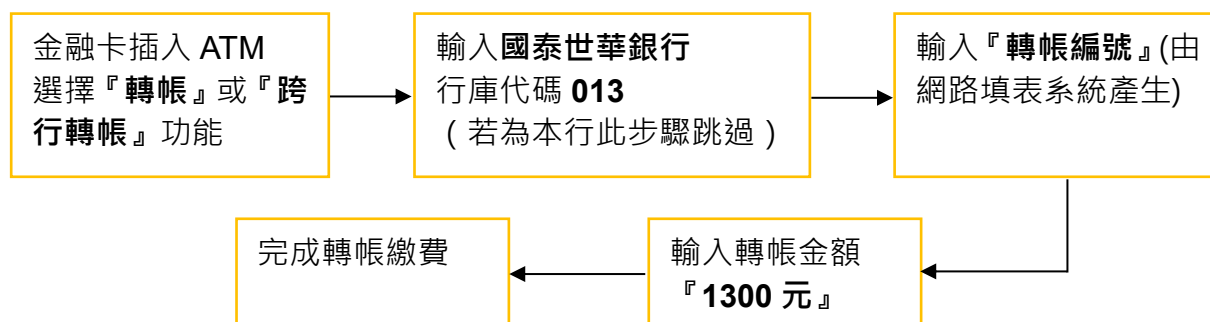 金融卡插入 ATM
選擇『轉帳』或『跨
行轉帳』功能
輸入國泰世華銀行
行庫代碼 013
（若為本行此步驟跳過）
輸入『轉帳編號』(由
網路填表系統產生)
輸入轉帳金額
『1300 元』
完成轉帳繳費